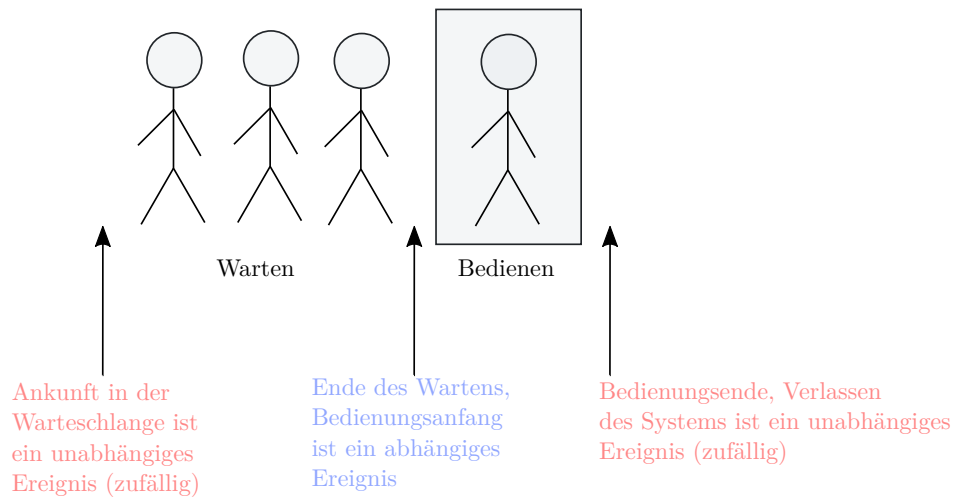 Warten
Bedienen
Ankunft in der
Warteschlange ist
ein unabhängiges
Ereignis (zufällig)
Ende des Wartens,
Bedienungsanfang
ist ein abhängiges
Ereignis
Bedienungsende, Verlassen
des Systems ist ein unabhängiges
Ereignis (zufällig)